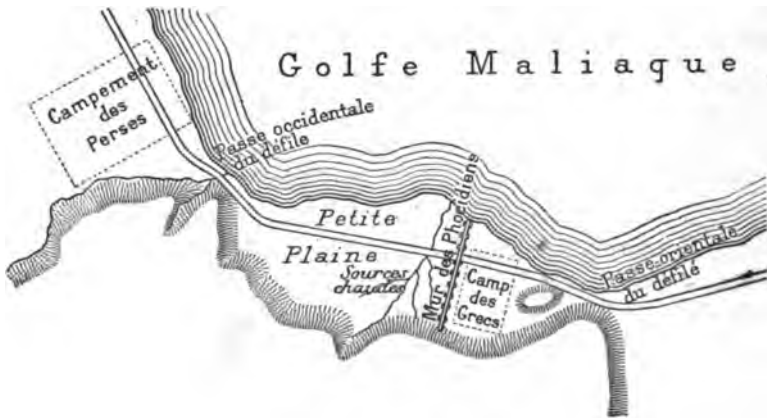 Golfe Maliaque
Campement
des
Perses
Passe occidentale
du défilé
Petite
Plaine
Sources
chaudes
Mur des Phocidiens
Camp
des
Grecs
Passe orientale
du défilé